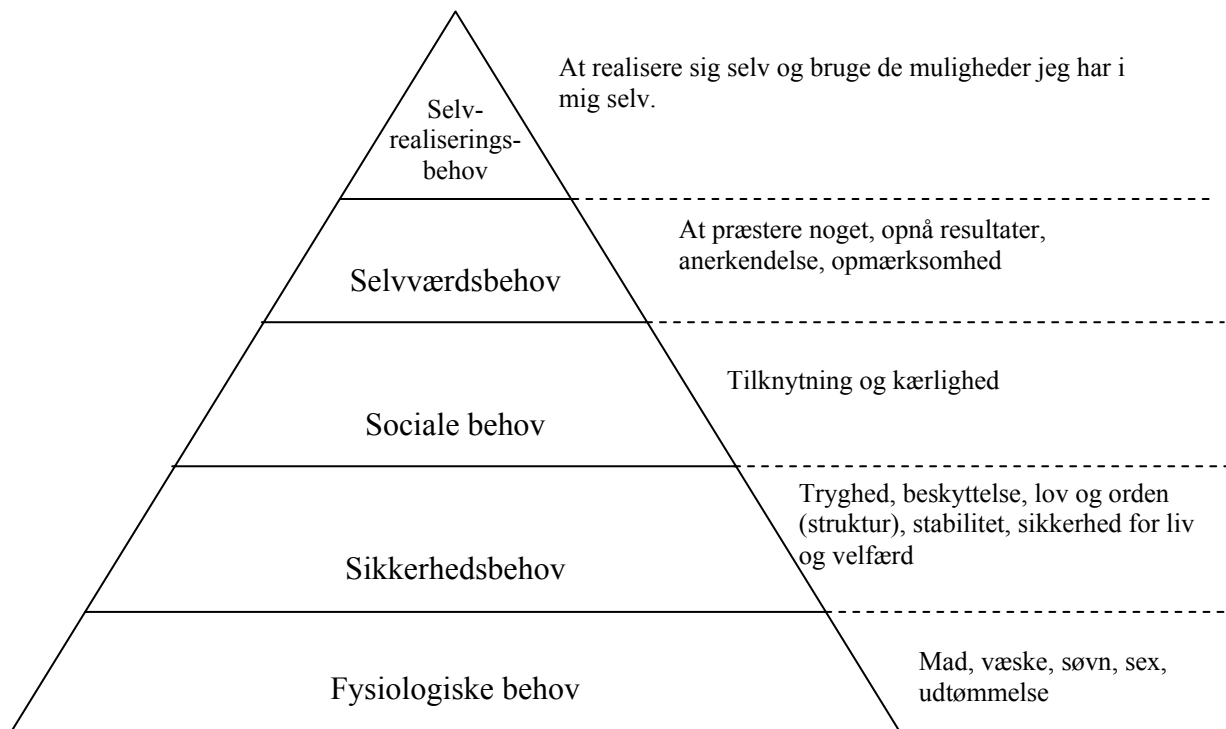 At realisere sig selv og bruge de muligheder jeg har i
mig selv.
Selv-
realiserings-
behov
At præstere noget, opnå resultater,
anerkendelse, opmærksomhed
Selvværdsbehov
Tilknytning og kærlighed
Sociale behov
Tryghed, beskyttelse, lov og orden
(struktur), stabilitet, sikkerhed for liv
og velfærd
Sikkerhedsbehov
Mad, væske, søvn, sex,
udtømmelse
Fysiologiske behov